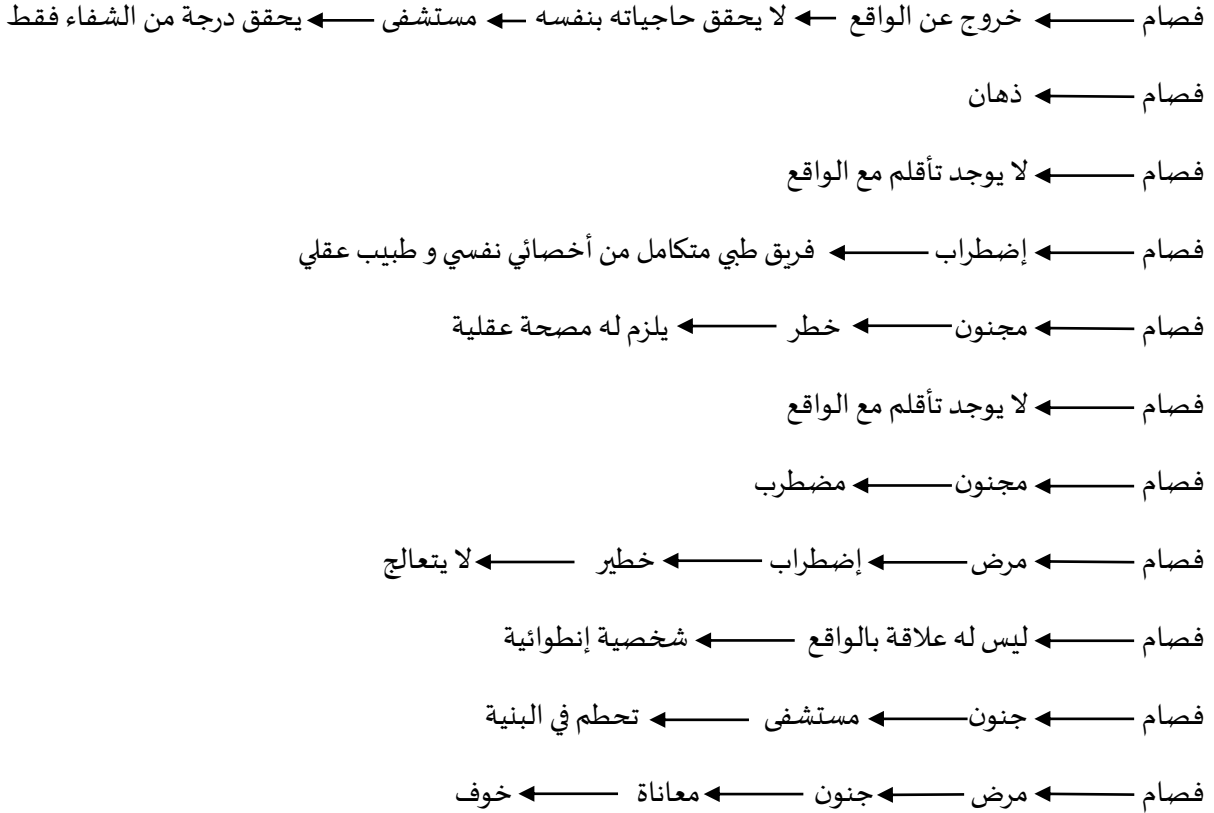 فصام ← خروج عن الواقع ← لا يحقق حاجياته بنفسه ← مستشفى ← يحقق درجة من الشفاء فقط
فصام ← ذهان
فصام ← لا يوجد تأقلم مع الواقع
فصام ← إضطراب ← فريق طبي متكامل من أخصائي نفسي و طبيب عقلي
فصام ← مجنون ← خطر ← يلزم له مصحة عقلية
فصام ← لا يوجد تأقلم مع الواقع
فصام ← مجنون ← مضطرب
فصام ← مرض ← إضطراب ← خطير ← لا يتعالج
فصام ← ليس له علاقة بالواقع ← شخصية إنطوائية
فصام ← جنون ← مستشفى ← تحطم في البنية
فصام ← مرض ← جنون ← معاناة ← خوف